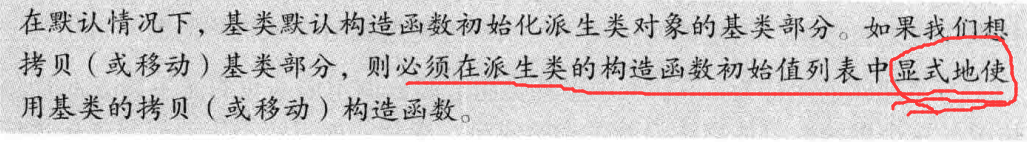 在默认情况下，基类默认构造函数初始化派生类对象的基类部分。如果我们想
拷贝（或移动）基类部分，则必须在派生类的构造函数初始值列表中显式地使
用基类的拷贝（或移动）构造函数。